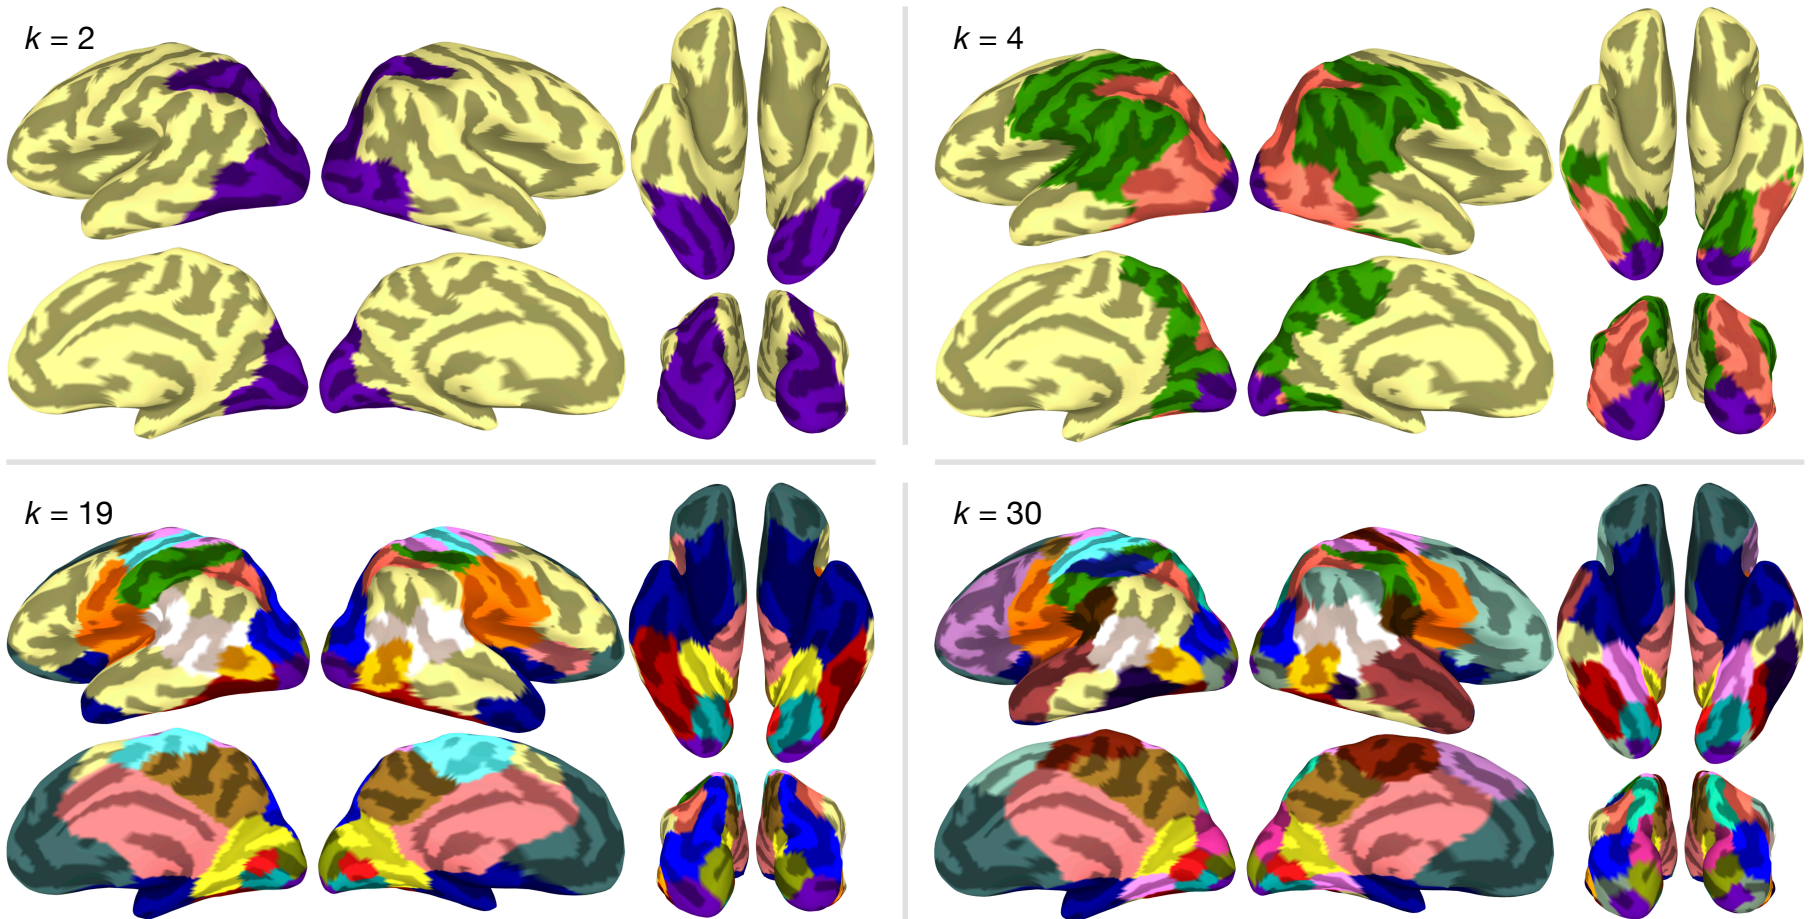 k = 2
k = 4
k = 19
k = 30